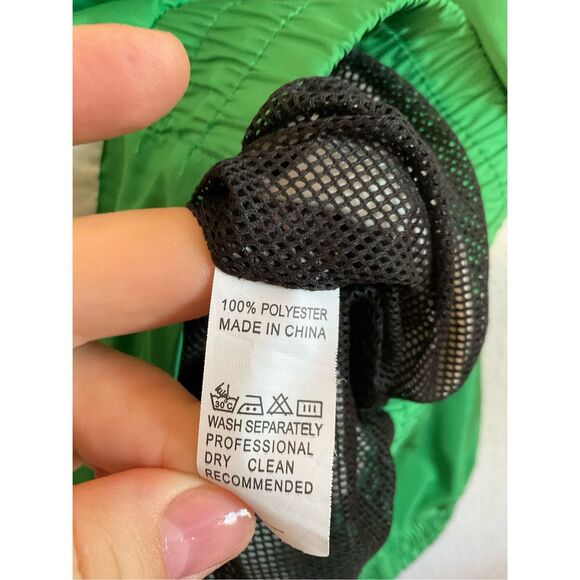 100% POLYESTER
MADE IN CHINA
30°C
WASH SEPARATELY
PROFESSIONAL
DRY CLEAN
RECOMMENDED